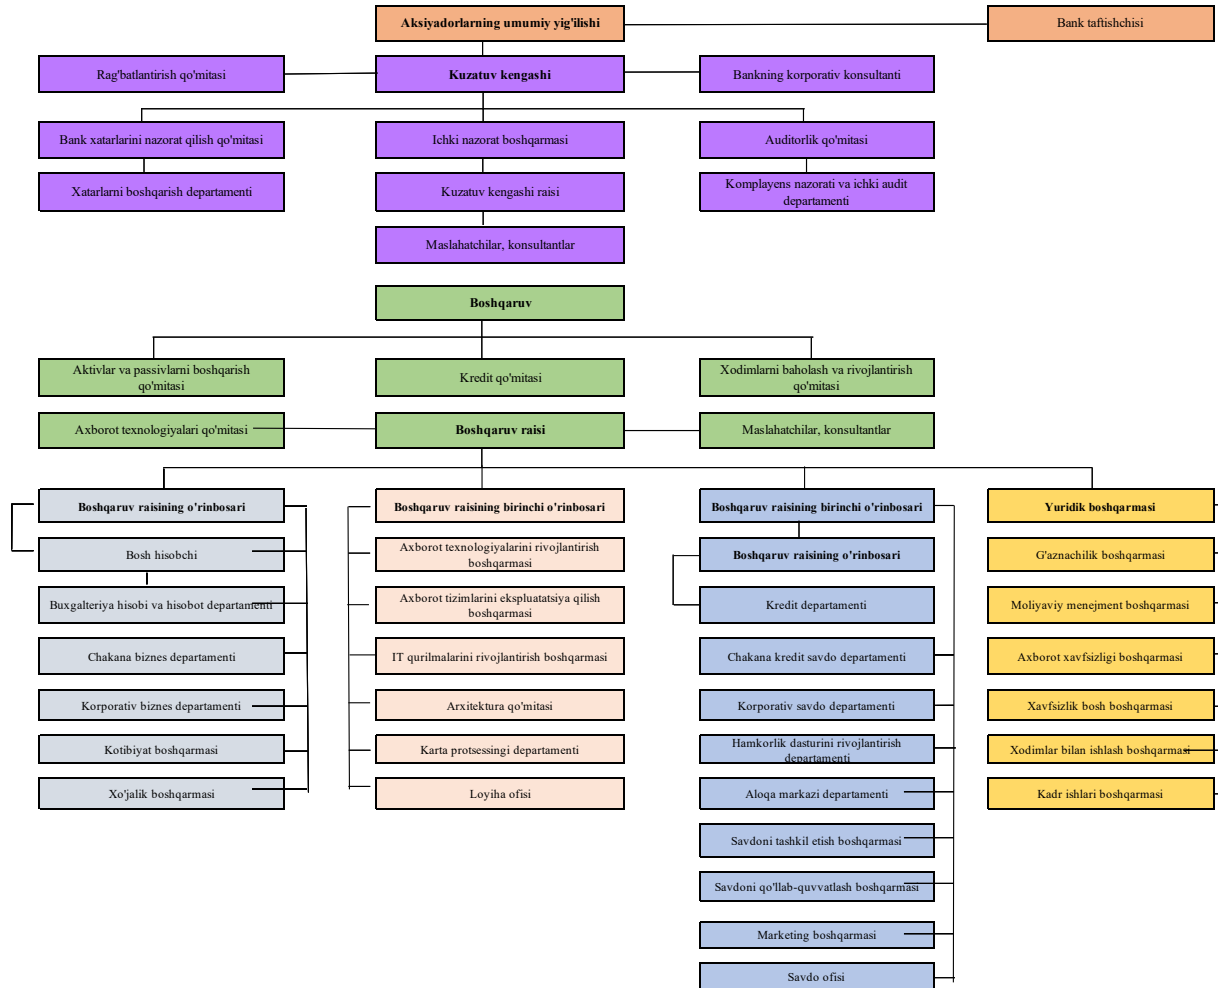 Aksiyadorlarning umumiy yig'ilishi
Bank taftishchisi
Rag'batlantirish qo'mitasi
Kuzatuv kengashi
Bankning korporativ konsultanti
Bank xatarlarini nazorat qilish qo'mitasi
Ichki nazorat boshqarmasi
Auditorlik qo'mitasi
Xatarlarni boshqarish departamenti
Kuzatuv kengashi raisi
Komplayens nazorati va ichki audit
departamenti
Maslahatchilar, konsultantlar
Boshqaruv
Aktivlar va passivlarni boshqarish
qo'mitasi
Kredit qo'mitasi
Xodimlarni baholash va rivojlantirish
qo'mitasi
Axborot texnologiyalari qo'mitasi
Boshqaruv raisi
Maslahatchilar, konsultantlar
Boshqaruv raisining o'rinbosari
Bosh hisobchi
Buxgalteriya hisobi va hisobot departamenti
Chakana biznes departamenti
Korporativ biznes departamenti
Kotibiyat boshqarmasi
Xo'jalik boshqarmasi
Boshqaruv raisining birinchi o'rinbosari
Axborot texnologiyalarini rivojlantirish
boshqarmasi
Axborot tizimlarini ekspluatatsiya qilish
boshqarmasi
IT qurilmalarini rivojlantirish boshqarmasi
Arxitektura qo'mitasi
Karta protsessingi departamenti
Loyiha ofisi
Boshqaruv raisining birinchi o'rinbosari
Boshqaruv raisining o'rinbosari
Kredit departamenti
Chakana kredit savdo departamenti
Korporativ savdo departamenti
Hamkorlik dasturini rivojlantirish
departamenti
Aloqa markazi departamenti
Savdoni tashkil etish boshqarmasi
Savdoni qo'llab-quvvatlash boshqarmasi
Marketing boshqarmasi
Savdo ofisi
Yuridik boshqarmasi
G'aznachilik boshqarmasi
Moliyaviy menejment boshqarmasi
Axborot xavfsizligi boshqarmasi
Xavfsizlik bosh boshqarmasi
Xodimlar bilan ishlash boshqarmasi
Kadr ishlari boshqarmasi